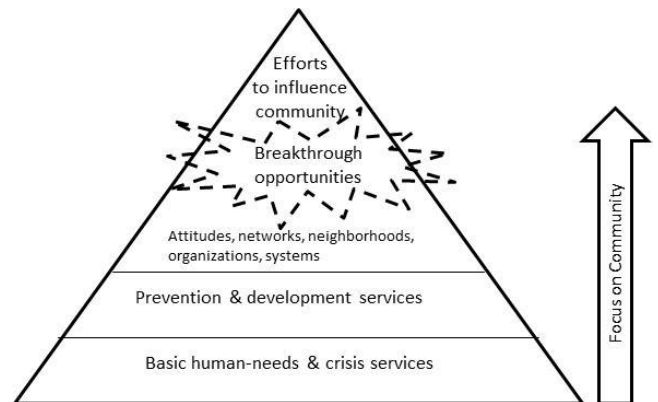 Efforts
to influence
community
Breakthrough
opportunities
Attitudes, networks, neighborhoods,
organizations, systems
Prevention & development services
Basic human-needs & crisis services
Focus on Community